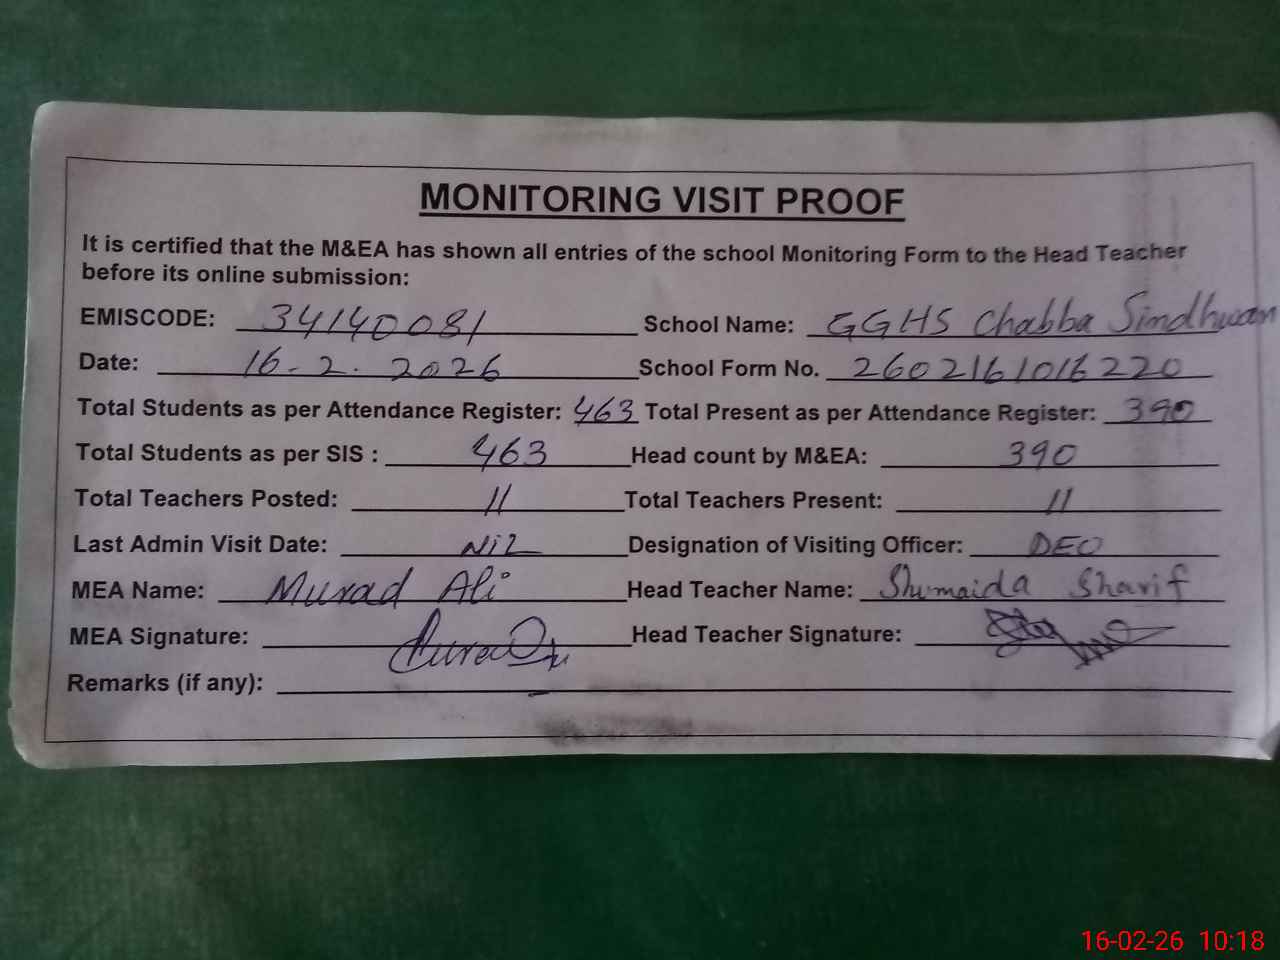 MONITORING VISIT PROOF
It is certified that the M&EA has shown all entries of the school Monitoring Form to the Head Teacher
before its online submission:
EMISCODE: 34140081 School Name: GGHS Chabba Sindhwan
Date: 16-2-2026 School Form No. 2602161016220
Total Students as per Attendance Register: 463 Total Present as per Attendance Register: 390
Total Students as per SIS : 463 Head count by M&EA: 390
Total Teachers Posted: 11 Total Teachers Present: 11
Last Admin Visit Date: Nil Designation of Visiting Officer: DEO
MEA Name: Murad Ali Head Teacher Name: Shumaida Sharif
MEA Signature: Head Teacher Signature:
Remarks (if any):
16-02-26 10:18